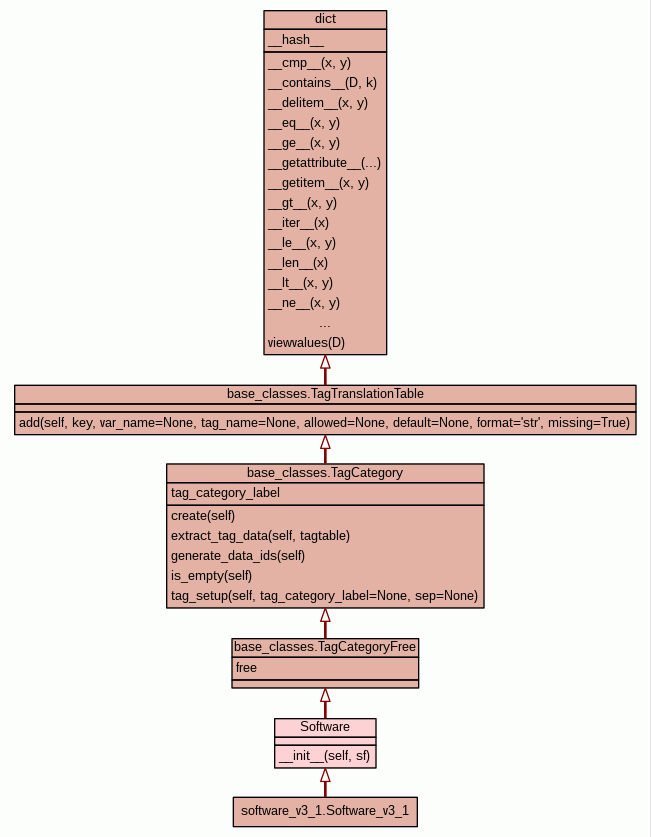 dict
__hash__
__cmp__(x, y)
__contains__(D, k)
__delitem__(x, y)
__eq__(x, y)
__ge__(x, y)
__getattribute__(...)
__getitem__(x, y)
__gt__(x, y)
__iter__(x)
__le__(x, y)
__len__(x)
__lt__(x, y)
__ne__(x, y)
...
viewvalues(D)
base_classes.TagTranslationTable
add(self, key, var_name=None, tag_name=None, allowed=None, default=None, format='str', missing=True)
base_classes.TagCategory
tag_category_label
create(self)
extract_tag_data(self, tagtable)
generate_data_ids(self)
is_empty(self)
tag_setup(self, tag_category_label=None, sep=None)
base_classes.TagCategoryFree
free
Software
__init__(self, sf)
software_v3_1.Software_v3_1